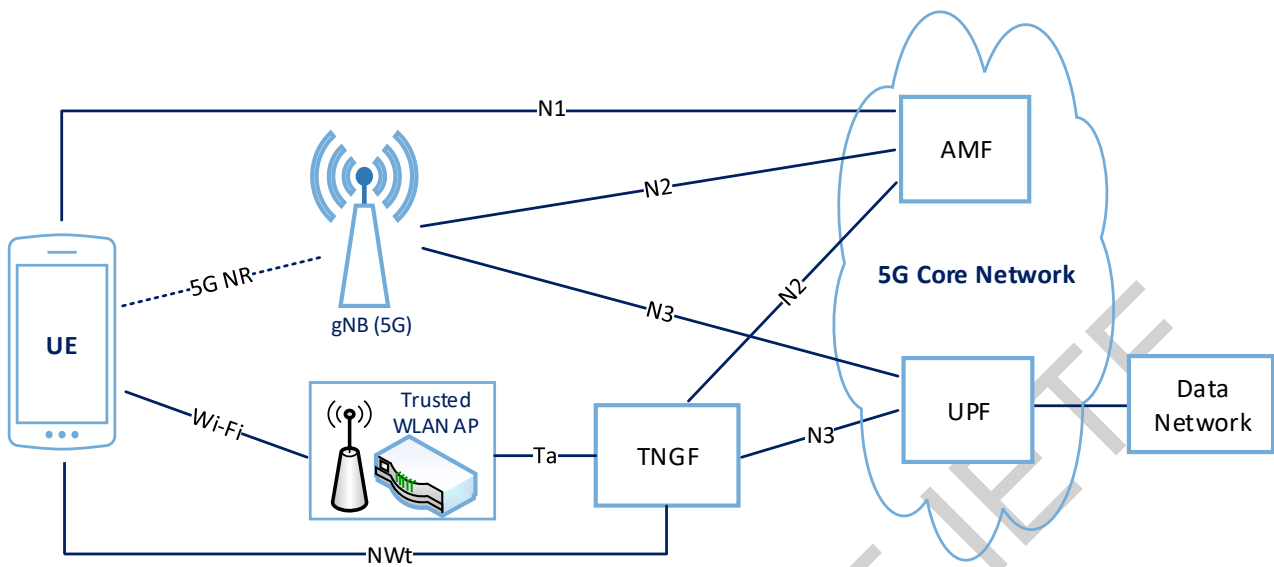 N1
AMF
N2
5G Core Network
5G NR
gNB (5G)
N2
N3
UE
Wi-Fi
Trusted
WLAN AP
Ta
TNGF
N3
UPF
Data
Network
NWt
IETF